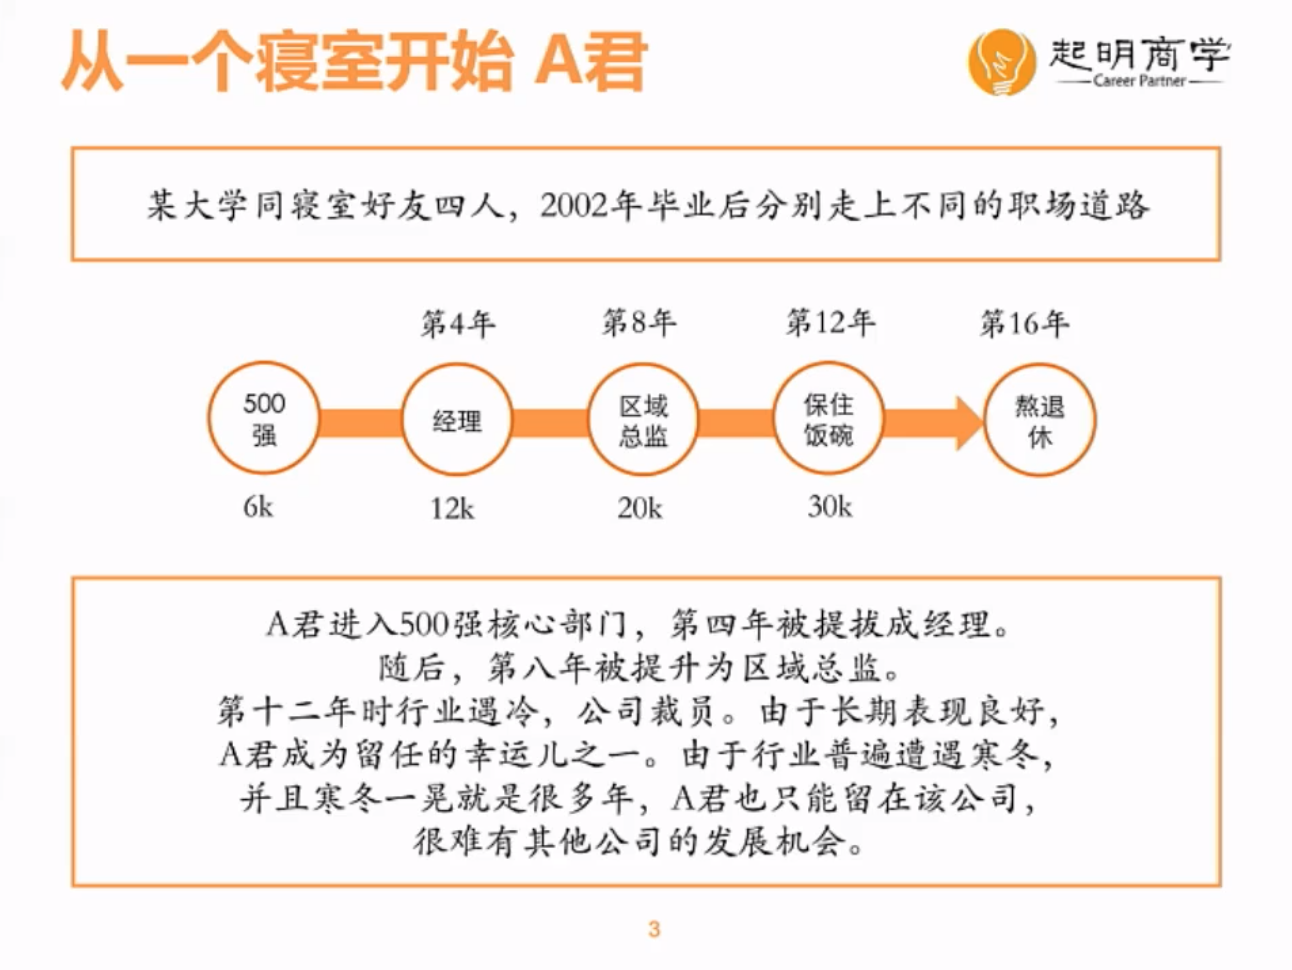 从一个寝室开始 A君
起明商学
Career Partner
某大学同寝室好友四人，2002年毕业后分别走上不同的职场道路
第4年
第8年
第12年
第16年
500
强
经理
区域
总监
保住
饭碗
熬退
休
6k
12k
20k
30k
A君进入500强核心部门，第四年被提拔成经理。
随后，第八年被提升为区域总监。
第十二年时行业遇冷，公司裁员。由于长期表现良好，
A君成为留任的幸运儿之一。由于行业普遍遭遇寒冬，
并且寒冬一晃就是很多年，A君也只能留在该公司，
很难有其他公司的发展机会。
3